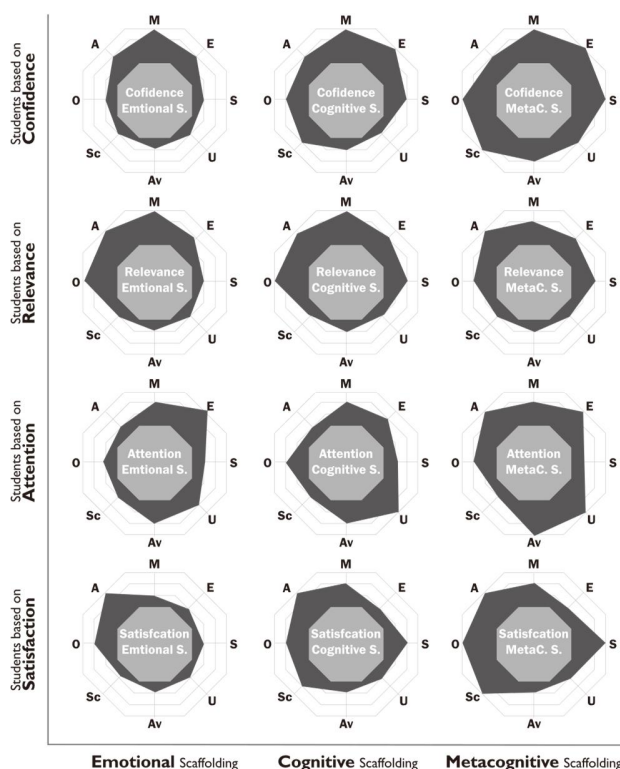 Students based on
Confidence
M
A
E
O
Cofidence
Emtional S.
S
Sc
U
Av
M
A
E
O
Cofidence
Cognitive S.
S
Sc
U
Av
M
A
E
O
Cofidence
MetaC. S.
S
Sc
U
Av
Students based on
Relevance
M
A
E
O
Relevance
Emtional S.
S
Sc
U
Av
M
A
E
O
Relevance
Cognitive S.
S
Sc
U
Av
M
A
E
O
Relevance
MetaC. S.
S
Sc
U
Av
Students based on
Attention
M
A
E
O
Attention
Emtional S.
S
Sc
U
Av
M
A
E
O
Attention
Cognitive S.
S
Sc
U
Av
M
A
E
O
Attention
MetaC. S.
S
Sc
U
Av
Students based on
Satisfaction
M
A
E
O
Satisfcation
Emtional S.
S
Sc
U
Av
M
A
E
O
Satisfcation
Cognitive S.
S
Sc
U
Av
M
A
E
O
Satisfcation
MetaC. S.
S
Sc
U
Av
Emotional Scaffolding
Cognitive Scaffolding
Metacognitive Scaffolding